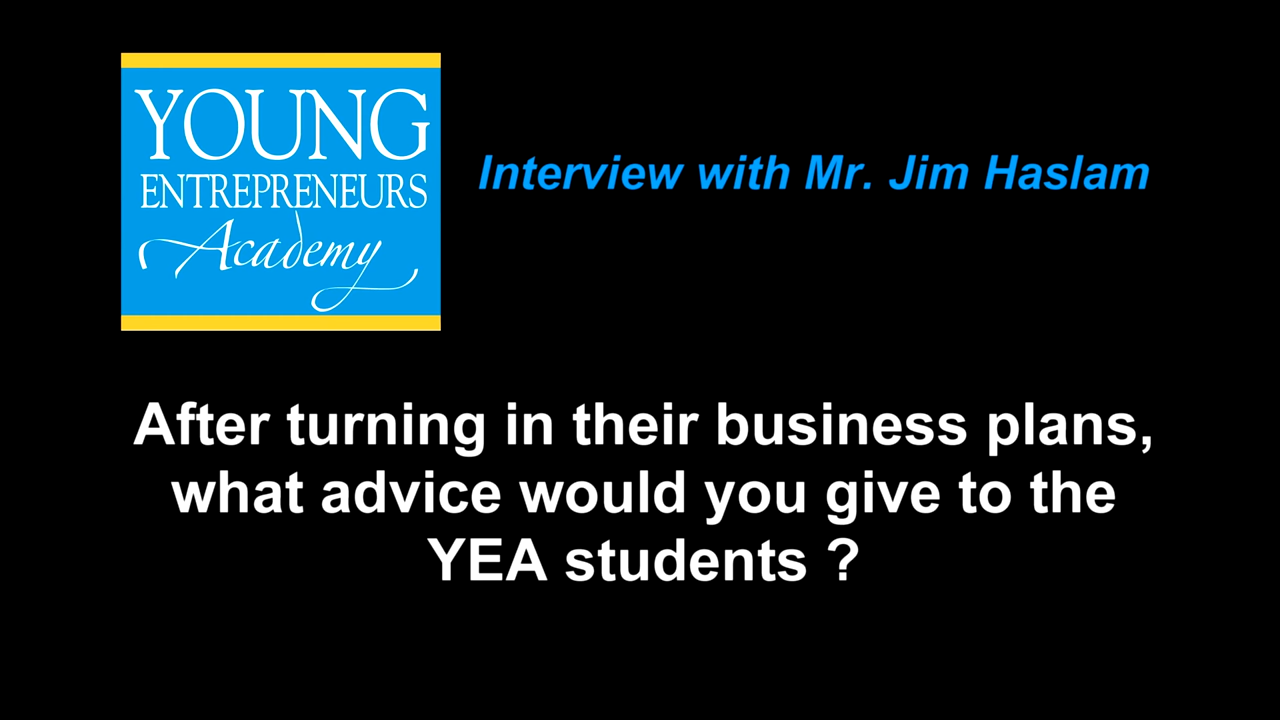 YOUNG
ENTREPRENEURS
Academy
Interview with Mr. Jim Haslam
After turning in their business plans,
what advice would you give to the
YEA students ?